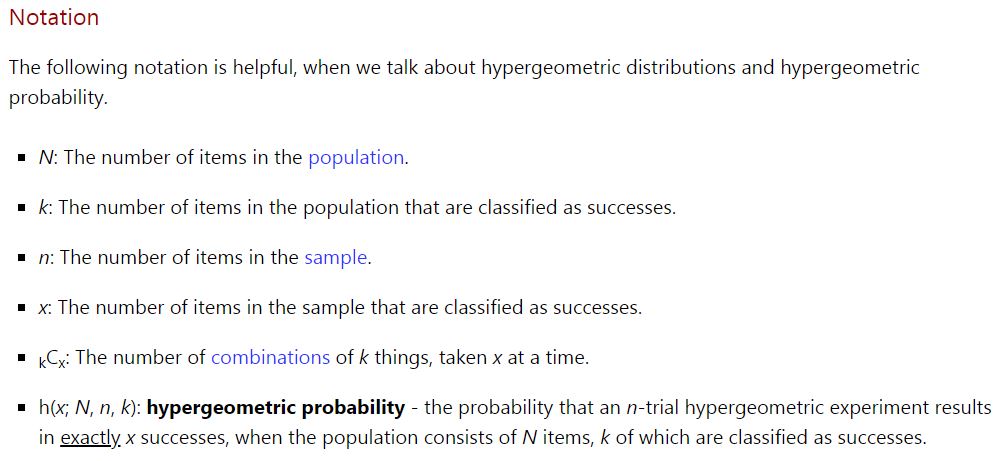 Notation
The following notation is helpful, when we talk about hypergeometric distributions and hypergeometric
probability.
▪ N: The number of items in the population.
▪ k: The number of items in the population that are classified as successes.
▪ n: The number of items in the sample.
▪ x: The number of items in the sample that are classified as successes.
▪ ₖCₓ: The number of combinations of k things, taken x at a time.
▪ h(x; N, n, k): hypergeometric probability - the probability that an n-trial hypergeometric experiment results
in exactly x successes, when the population consists of N items, k of which are classified as successes.